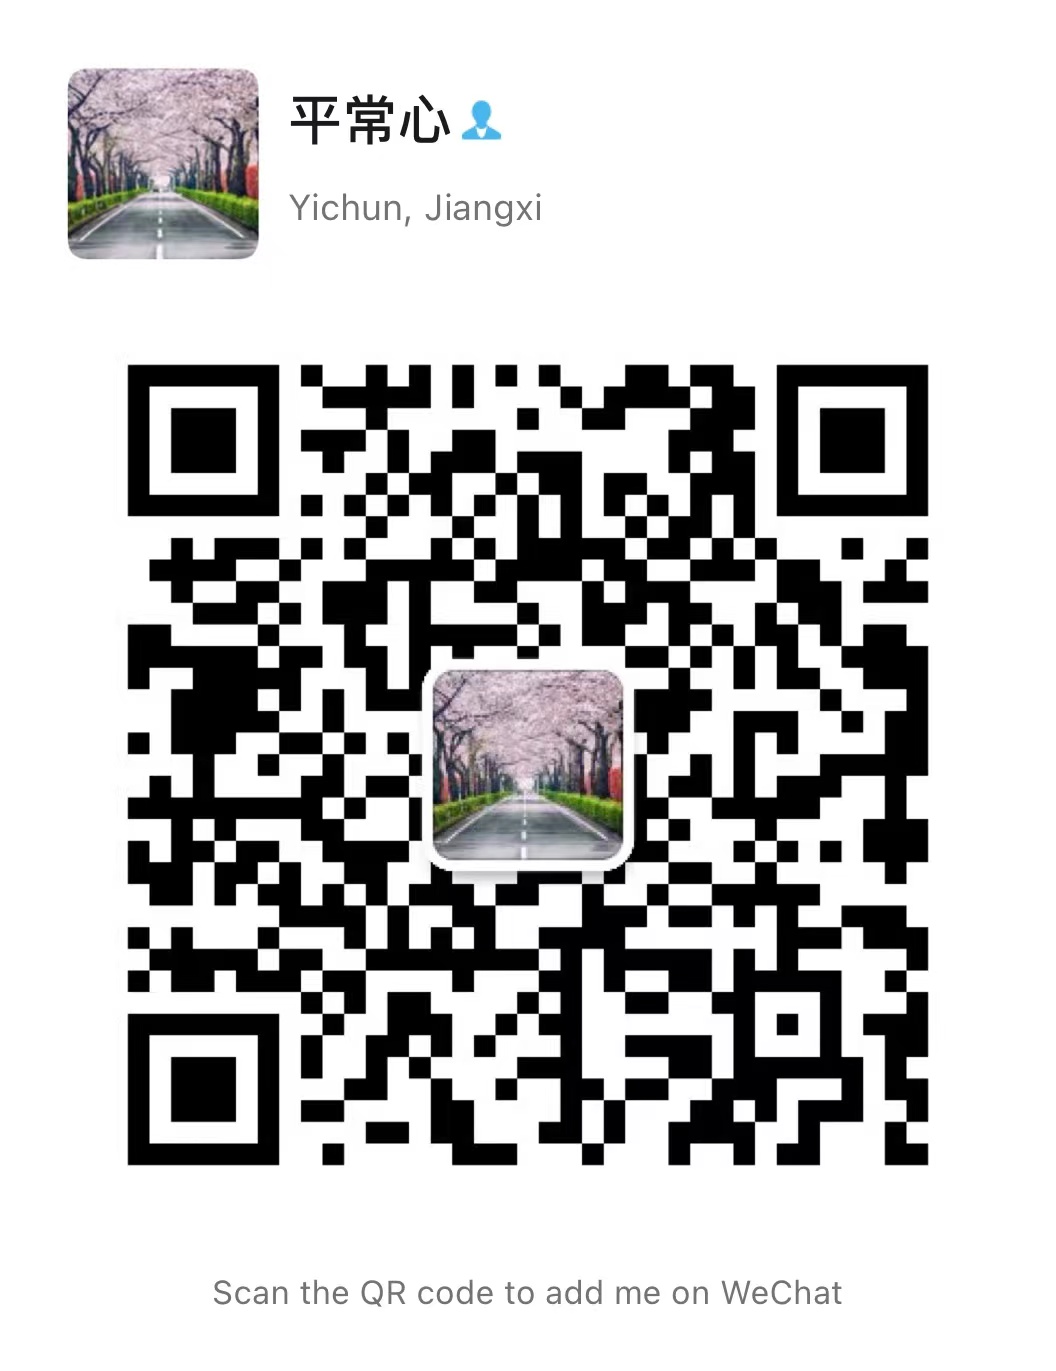 平常心
Yichun, Jiangxi
Scan the QR code to add me on WeChat